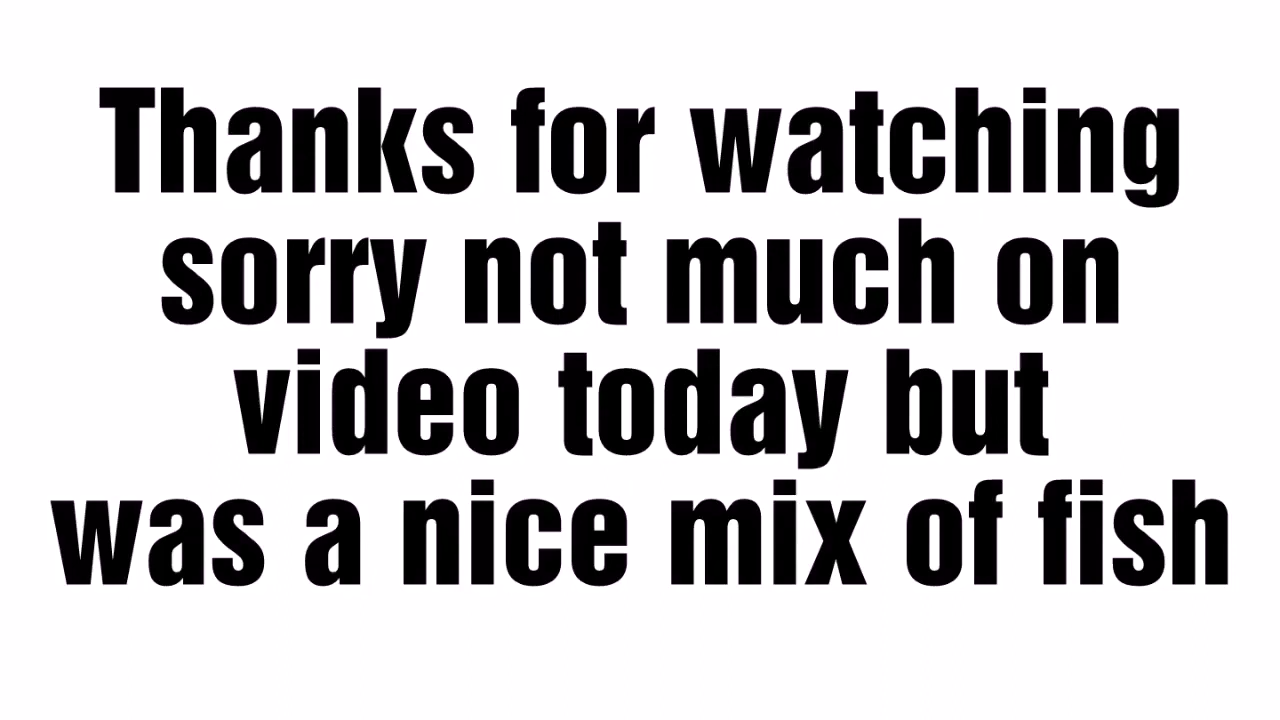 Thanks for watching
sorry not much on
video today but
was a nice mix of fish